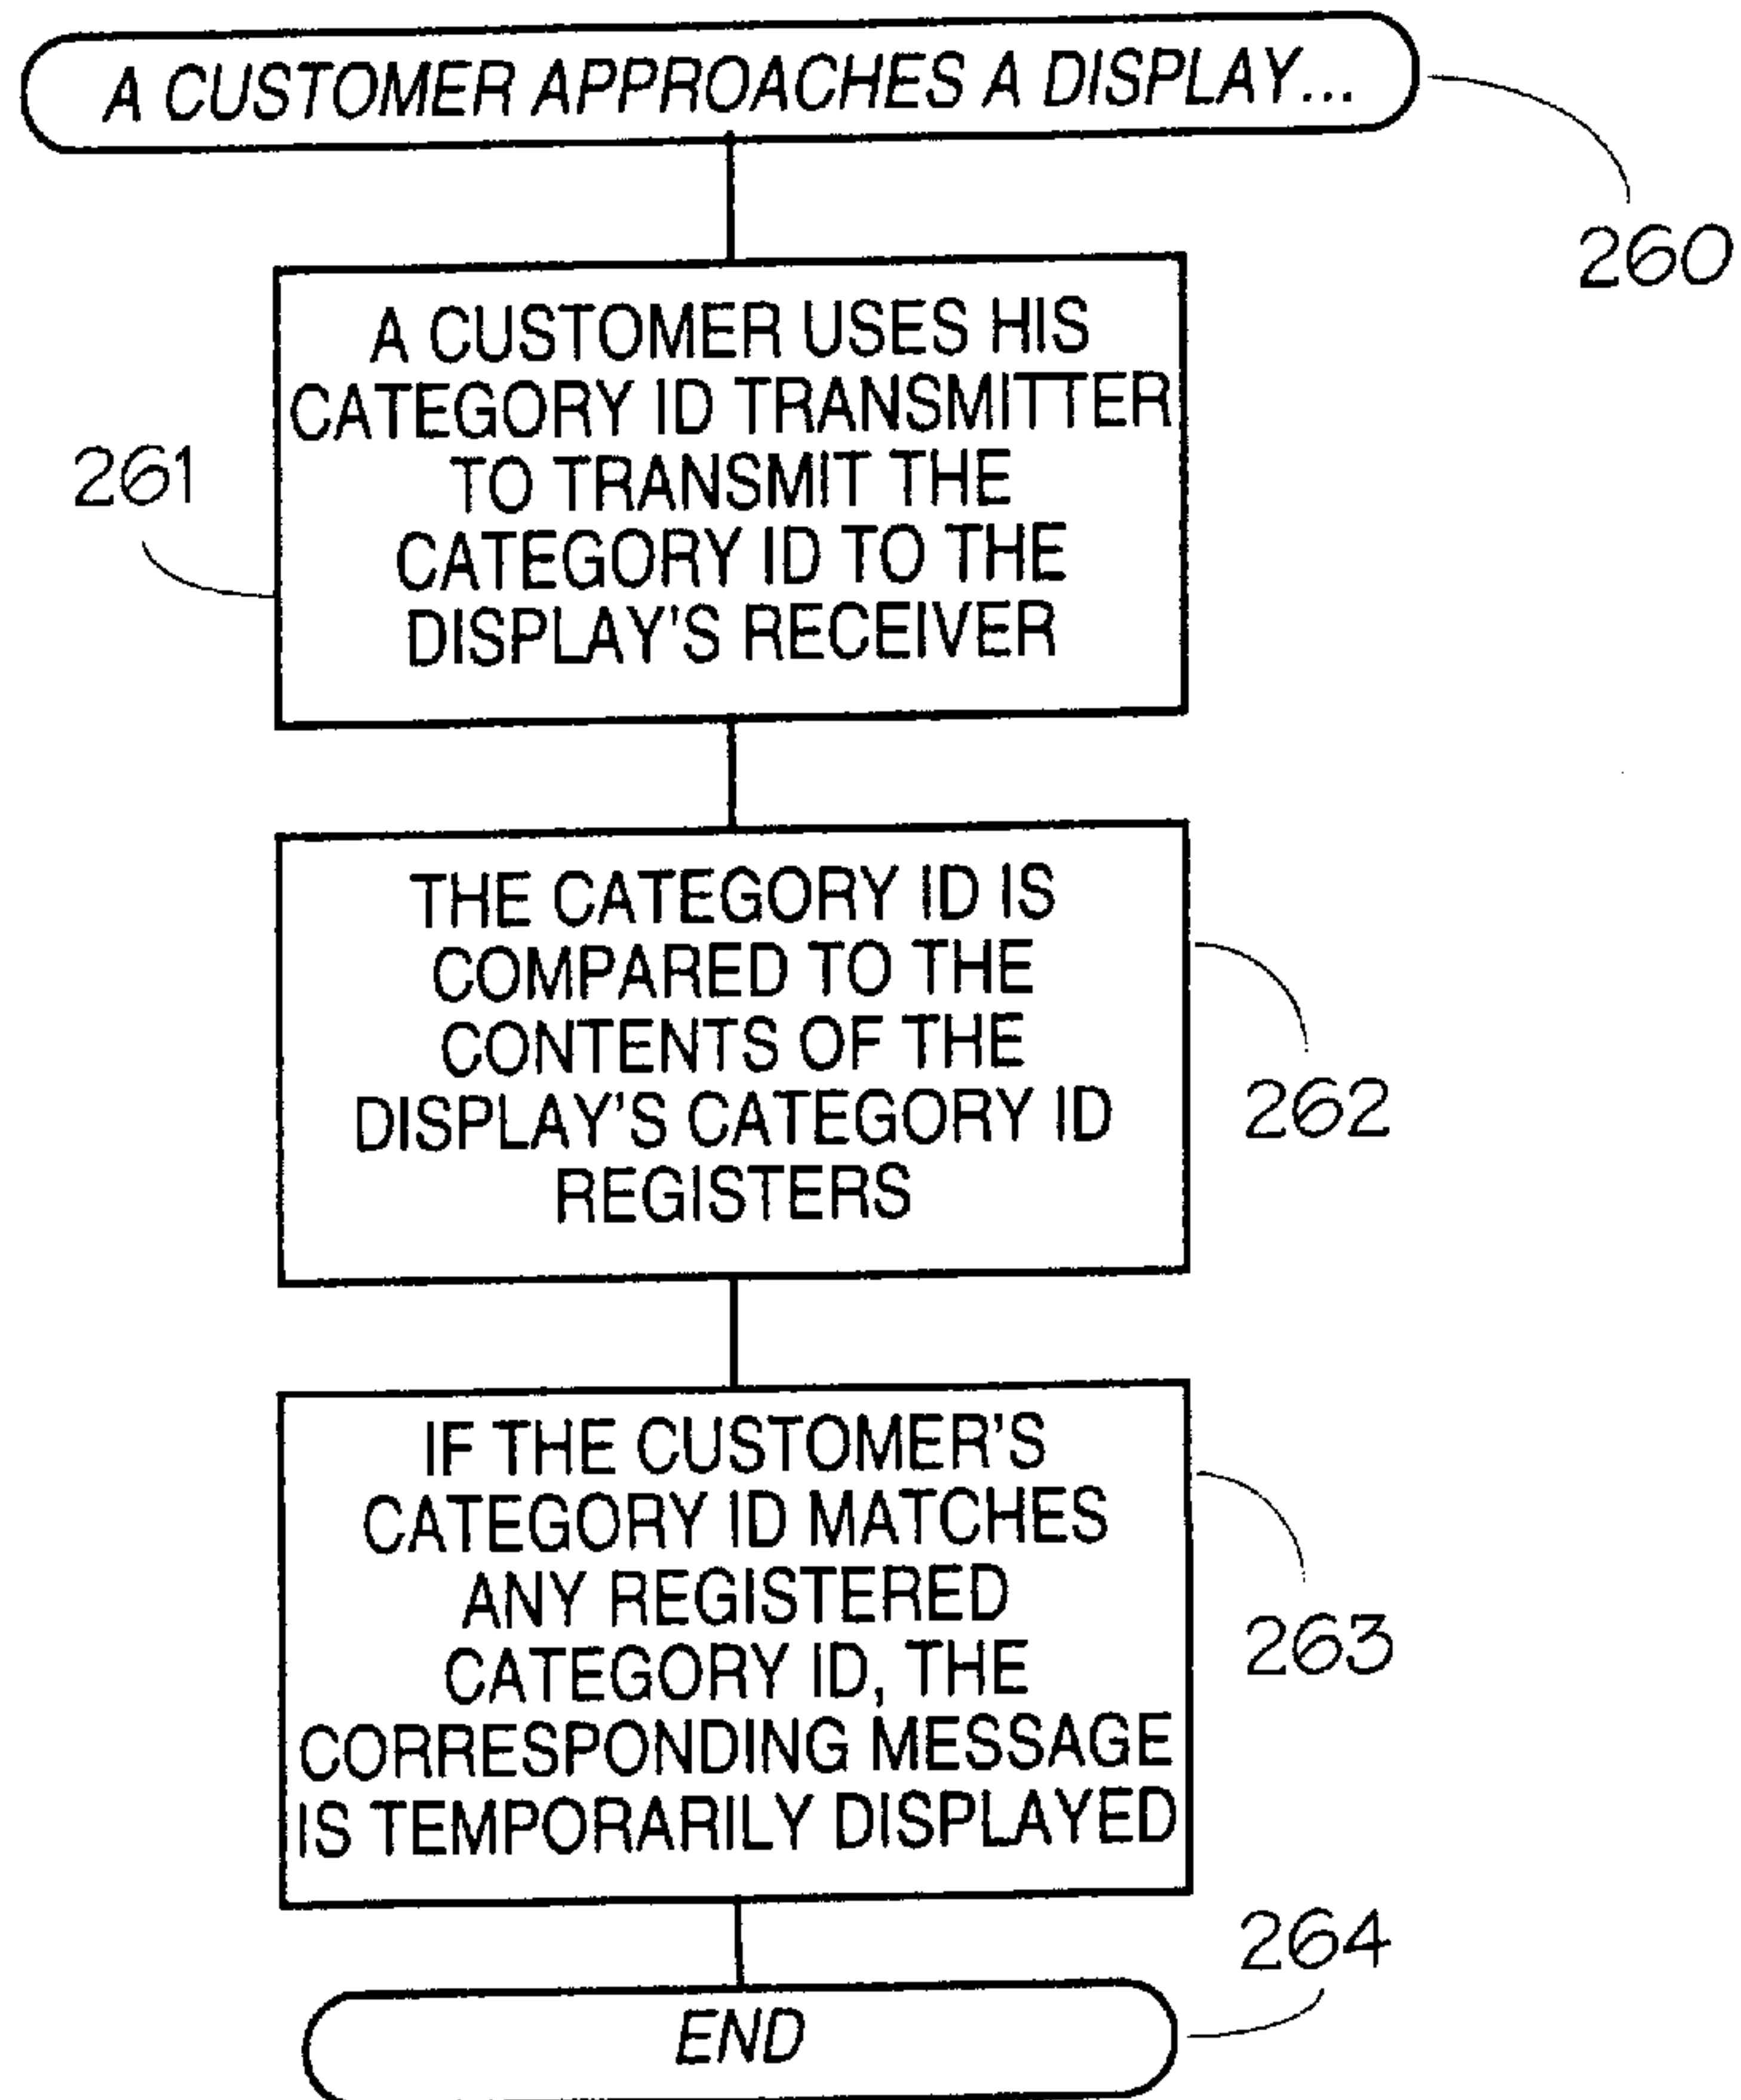 A CUSTOMER APPROACHES A DISPLAY...
260
A CUSTOMER USES HIS
CATEGORY ID TRANSMITTER
TO TRANSMIT THE
CATEGORY ID TO THE
DISPLAY'S RECEIVER
261
THE CATEGORY ID IS
COMPARED TO THE
CONTENTS OF THE
DISPLAY'S CATEGORY ID
REGISTERS
262
IF THE CUSTOMER'S
CATEGORY ID MATCHES
ANY REGISTERED
CATEGORY ID, THE
CORRESPONDING MESSAGE
IS TEMPORARILY DISPLAYED
263
264
END